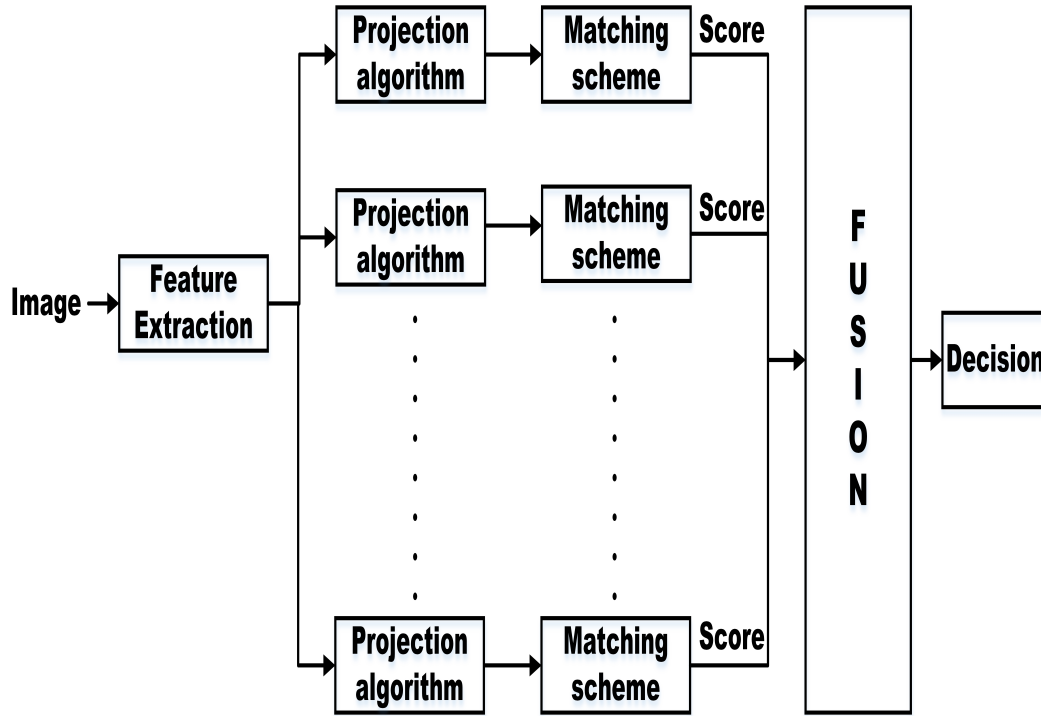 Projection
algorithm
Matching
scheme
Score
Projection
algorithm
Matching
scheme
Score
Image
Feature
Extraction
F
U
S
I
O
N
Decision
Projection
algorithm
Matching
scheme
Score